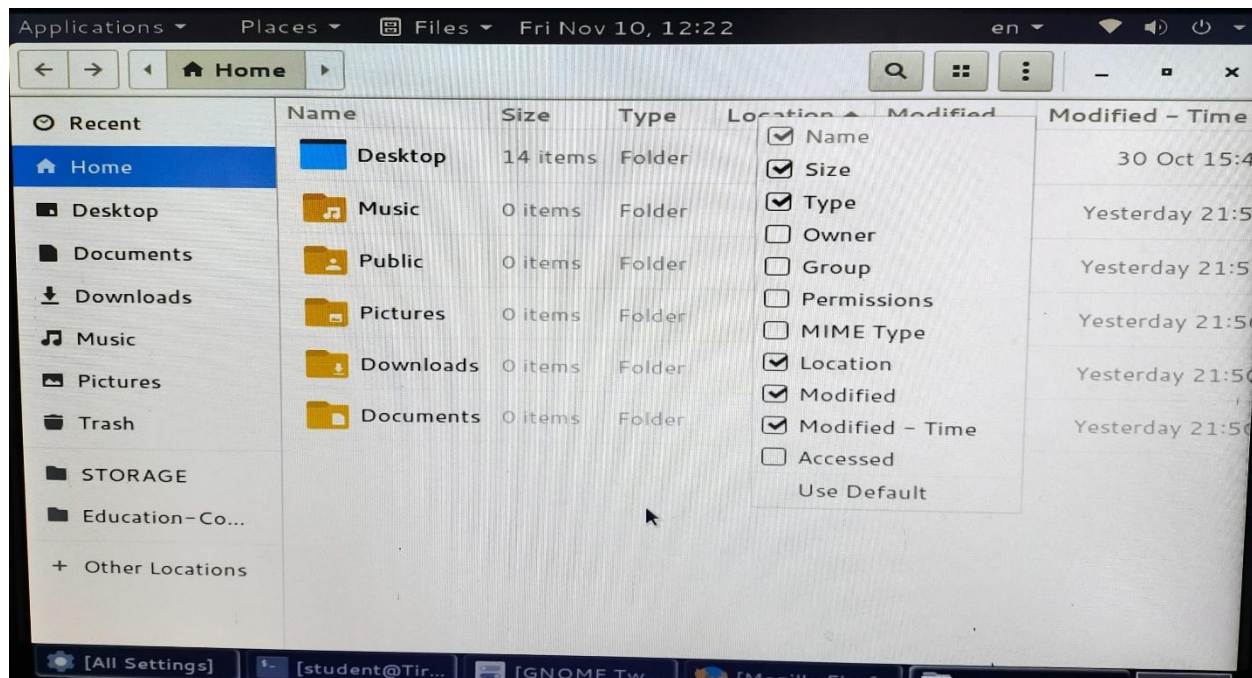 Applications Places Files Fri Nov 10, 12:22 en
Home
Name Size Type Location Modified Modified - Time
Recent
Home
Desktop
Documents
Downloads
Music
Pictures
Trash
STORAGE
Education-Co...
+ Other Locations
Desktop 14 items Folder 30 Oct 15:4
Music 0 items Folder Yesterday 21:5
Public 0 items Folder Yesterday 21:5
Pictures 0 items Folder Yesterday 21:5
Downloads 0 items Folder Yesterday 21:50
Documents 0 items Folder Yesterday 21:50
Name
Size
Type
Owner
Group
Permissions
MIME Type
Location
Modified
Modified - Time
Accessed
Use Default
[All Settings] [student@Tir... [GNOME Tw...